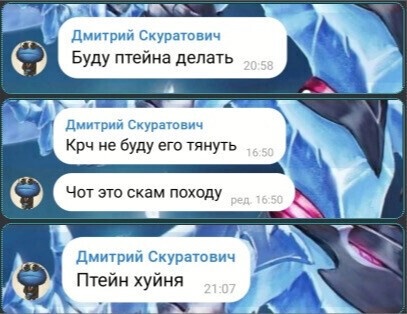 Дмитрий Скуратович
Буду птейна делать 20:58
Дмитрий Скуратович
Крч не буду его тянуть 16:50
Чот это скам походу ред. 16:50
Дмитрий Скуратович
Птейн хуйня 21:07